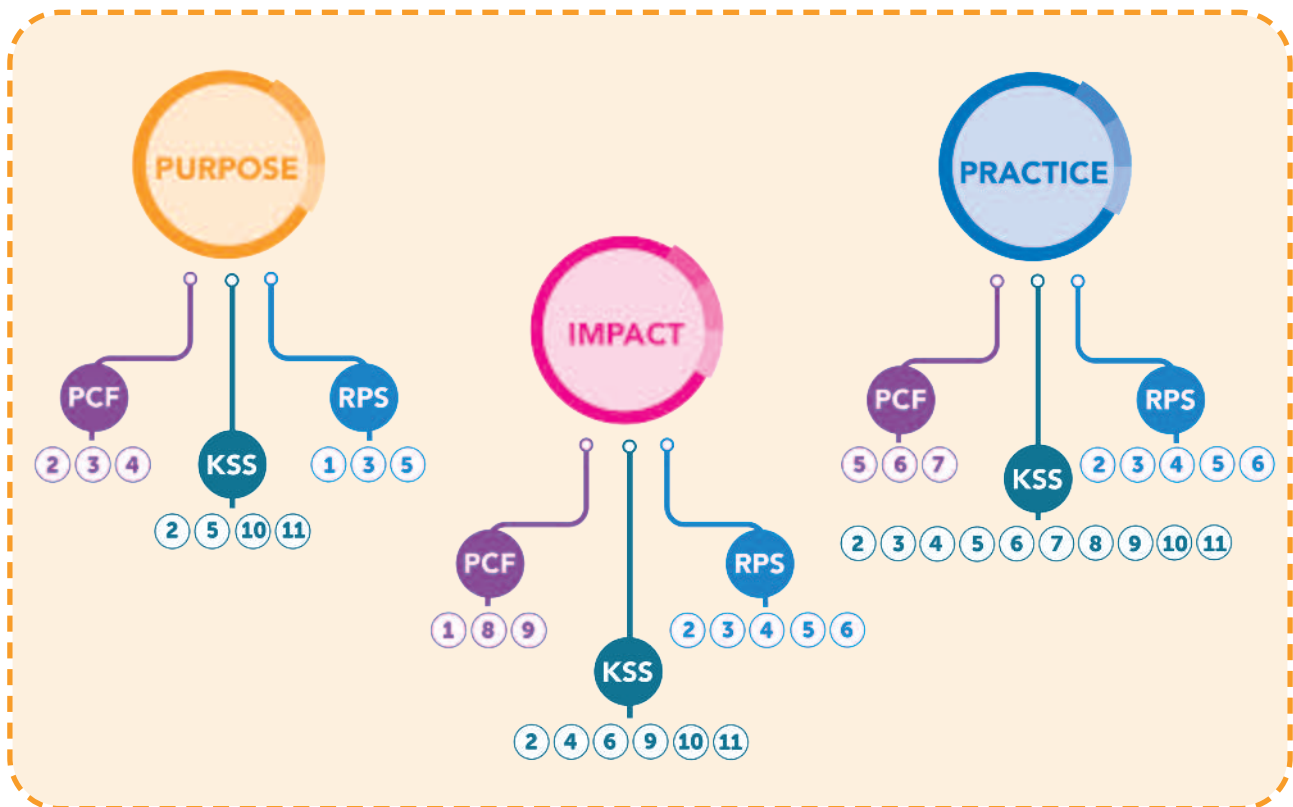 PURPOSE
PCF
2 3 4
KSS
2 5 10 11
RPS
1 3 5
IMPACT
PCF
1 8 9
KSS
2 4 6 9 10 11
RPS
2 3 4 5 6
PRACTICE
PCF
5 6 7
KSS
2 3 4 5 6 7 8 9 10 11
RPS
2 3 4 5 6